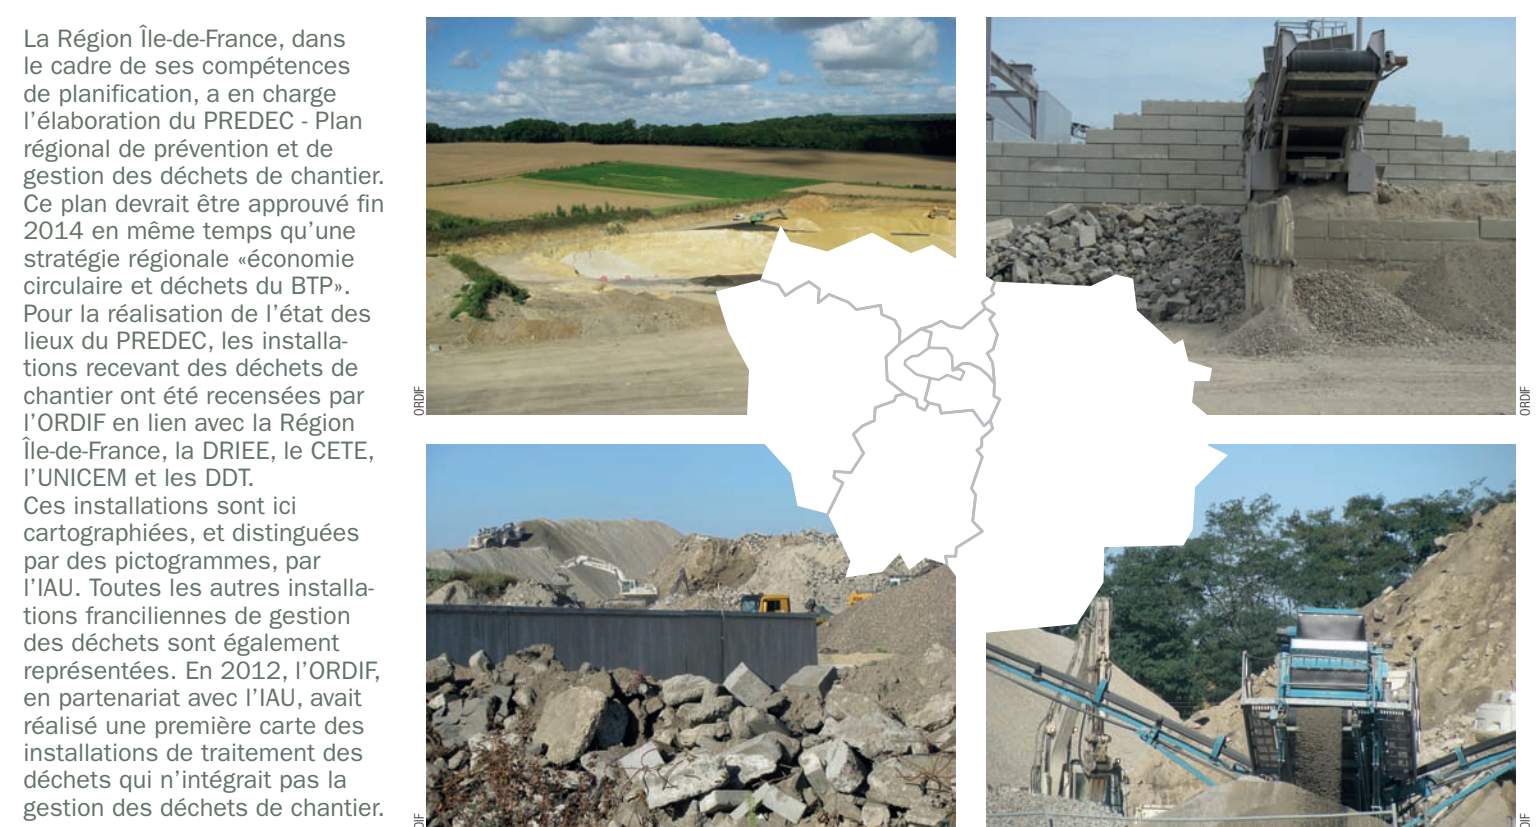 La Région Île-de-France, dans
le cadre de ses compétences
de planification, a en charge
l'élaboration du PREDEC - Plan
régional de prévention et de
gestion des déchets de chantier.
Ce plan devrait être approuvé fin
2014 en même temps qu'une
stratégie régionale «économie
circulaire et déchets du BTP».
Pour la réalisation de l'état des
lieux du PREDEC, les installa-
tions recevant des déchets de
chantier ont été recensées par
l'ORDIF en lien avec la Région
Île-de-France, la DRIEE, le CETE,
l'UNICEM et les DDT.
Ces installations sont ici
cartographiées, et distinguées
par des pictogrammes, par
l'IAU. Toutes les autres installa-
tions franciliennes de gestion
des déchets sont également
représentées. En 2012, l'ORDIF,
en partenariat avec l'IAU, avait
réalisé une première carte des
installations de traitement des
déchets qui n'intégrait pas la
gestion des déchets de chantier.
ORDIF
ORDIF